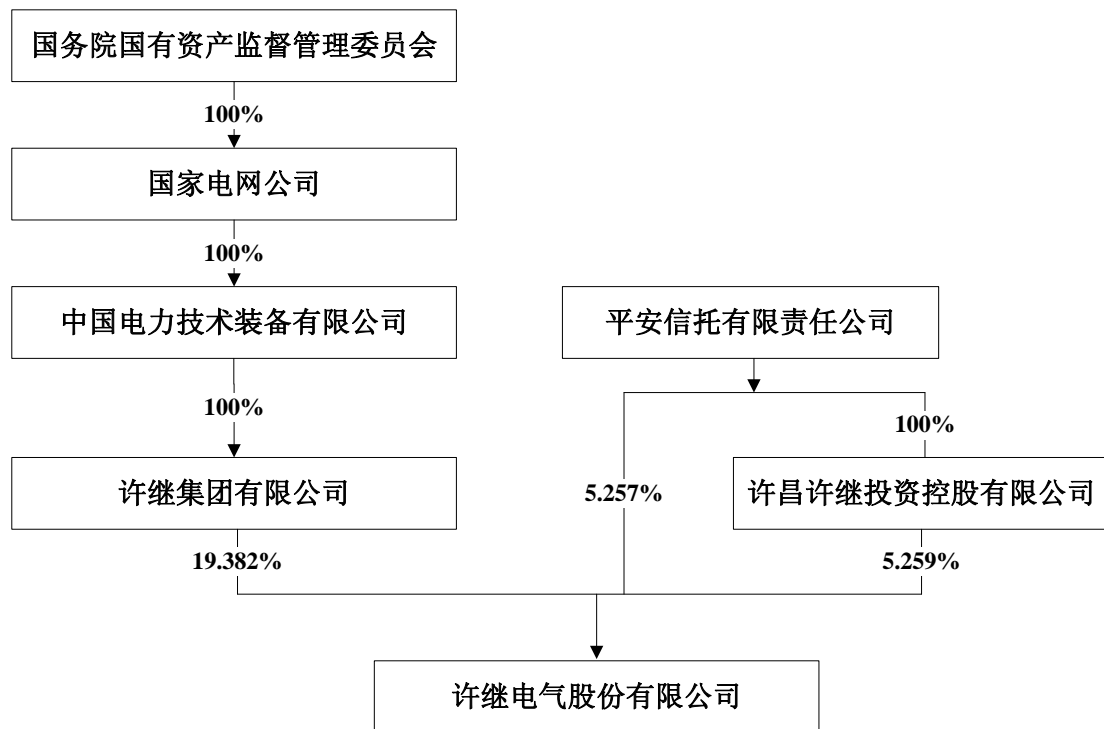 国务院国有资产监督管理委员会
100%
国家电网公司
100%
中国电力技术装备有限公司
平安信托有限责任公司
100%
100%
许继集团有限公司
5.257%
许昌许继投资控股有限公司
19.382%
5.259%
许继电气股份有限公司